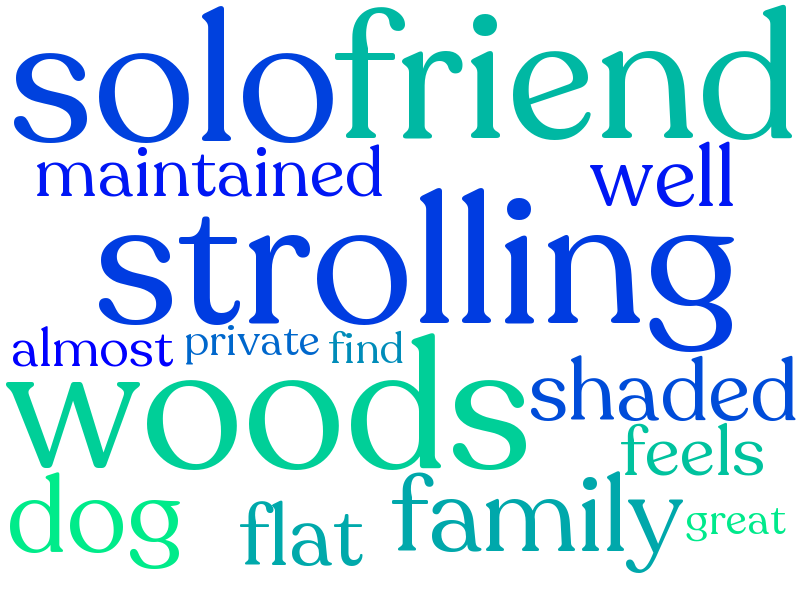 solo friend
maintained well
strolling
almost private find
woods shaded
feels
dog flat family great